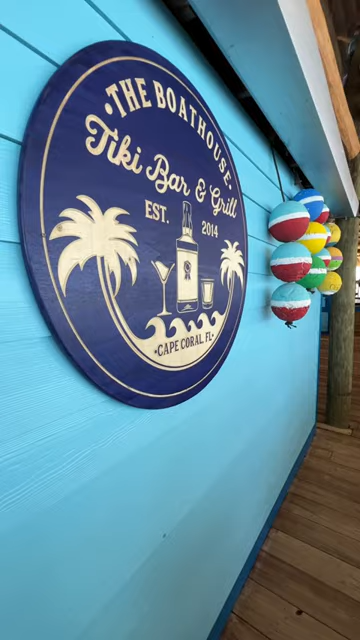 •THE BOATHOUSE•
Tiki Bar & Grill
EST. 2014
•CAPE CORAL, FL•